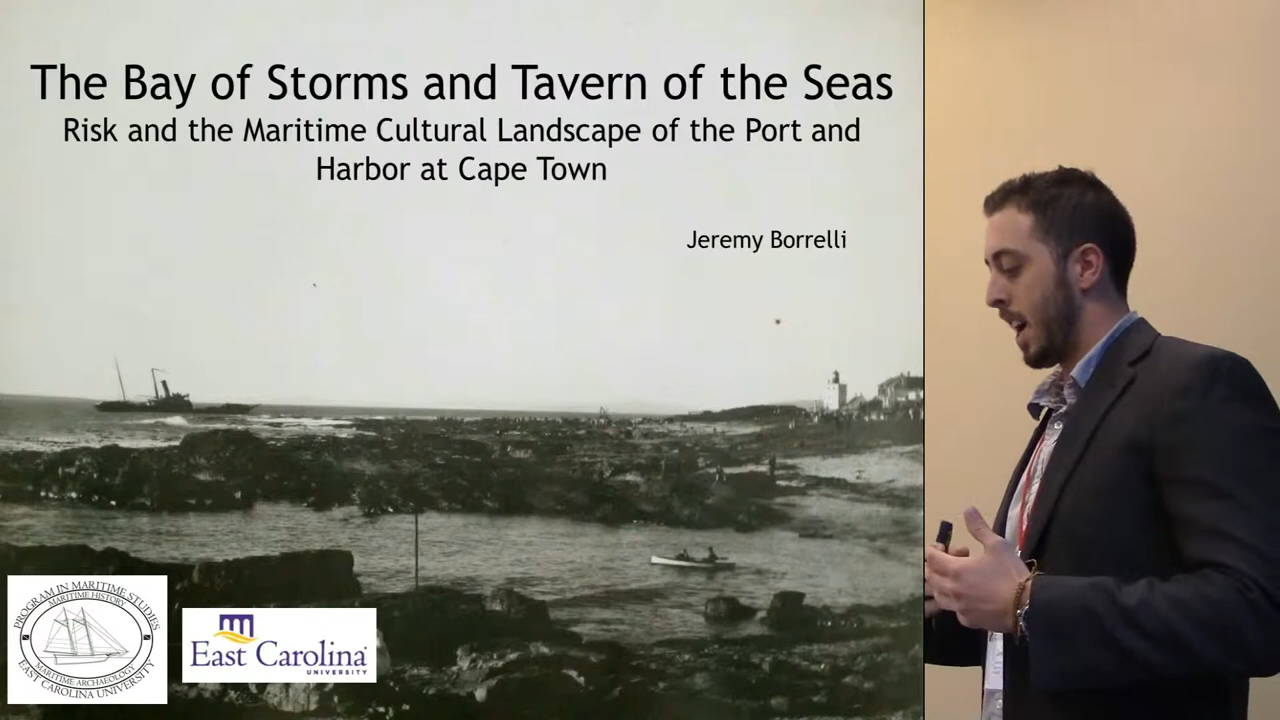 The Bay of Storms and Tavern of the Seas
Risk and the Maritime Cultural Landscape of the Port and
Harbor at Cape Town
Jeremy Borrelli
PROGRAM IN MARITIME STUDIES
MARITIME HISTORY
MARITIME ARCHAEOLOGY
EAST CAROLINA UNIVERSITY
East Carolina
UNIVERSITY